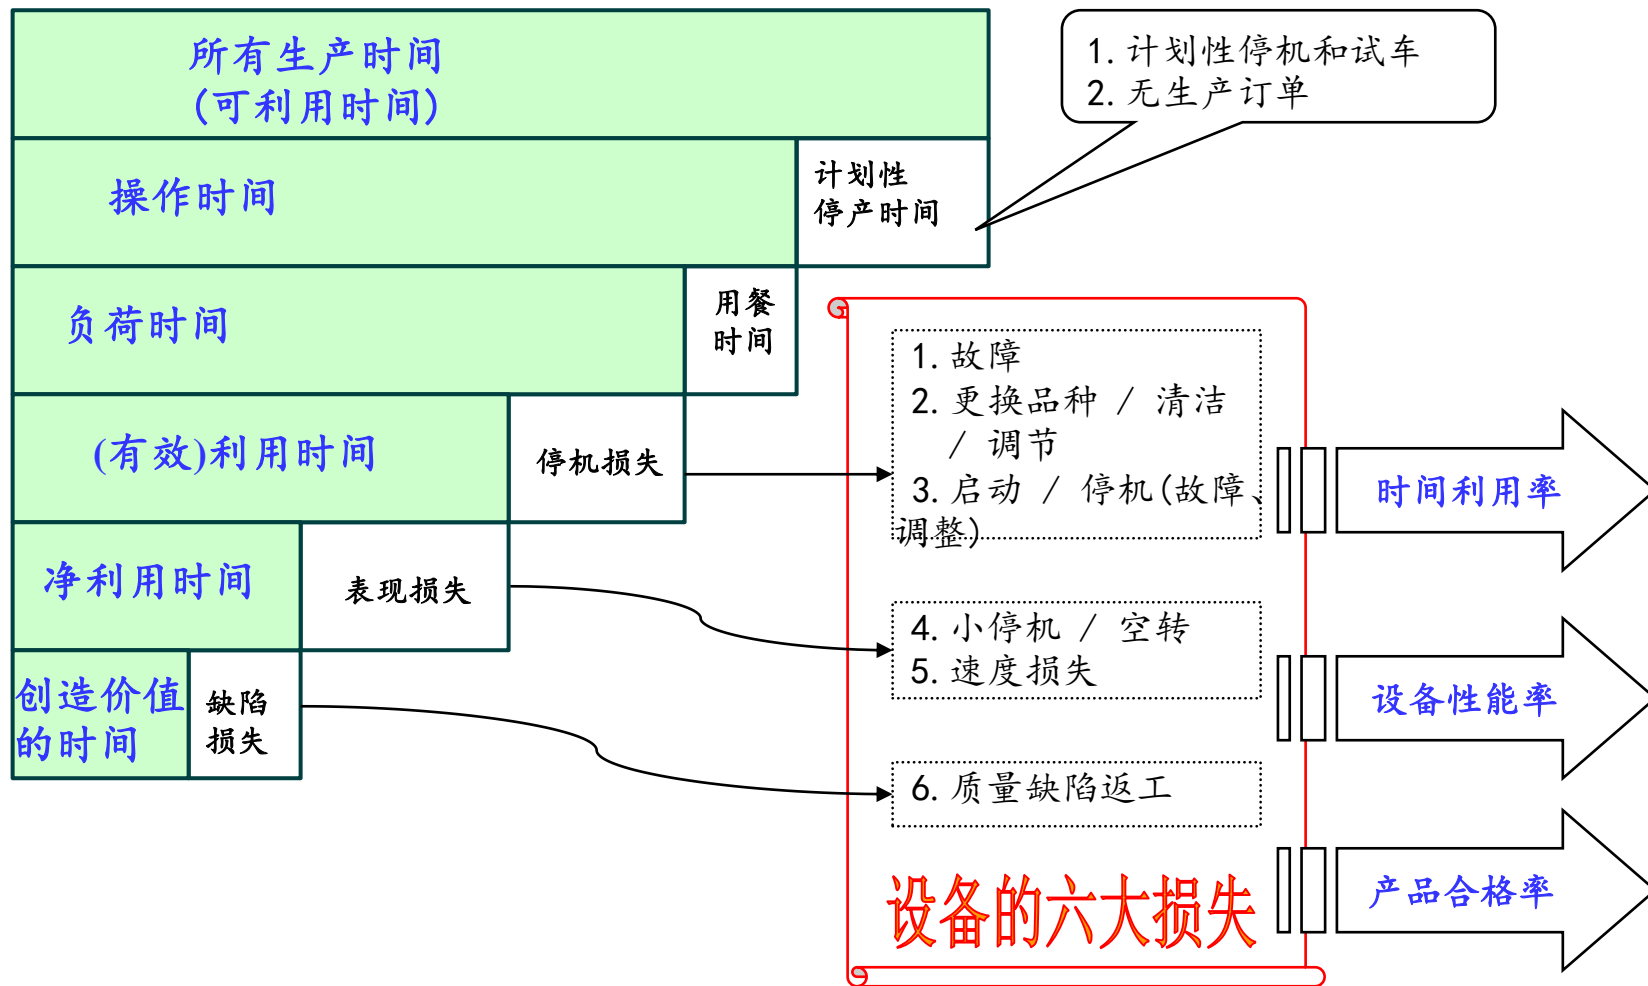 所有生产时间
(可利用时间)
1.计划性停机和试车
2.无生产订单
操作时间
计划性
停产时间
负荷时间
用餐
时间
(有效)利用时间
停机损失
净利用时间
表现损失
创造价值
的时间
缺陷
损失
1.故障
2.更换品种 / 清洁
/ 调节
3.启动 / 停机(故障、
调整)
4.小停机 / 空转
5.速度损失
6.质量缺陷返工
设备的六大损失
时间利用率
设备性能率
产品合格率